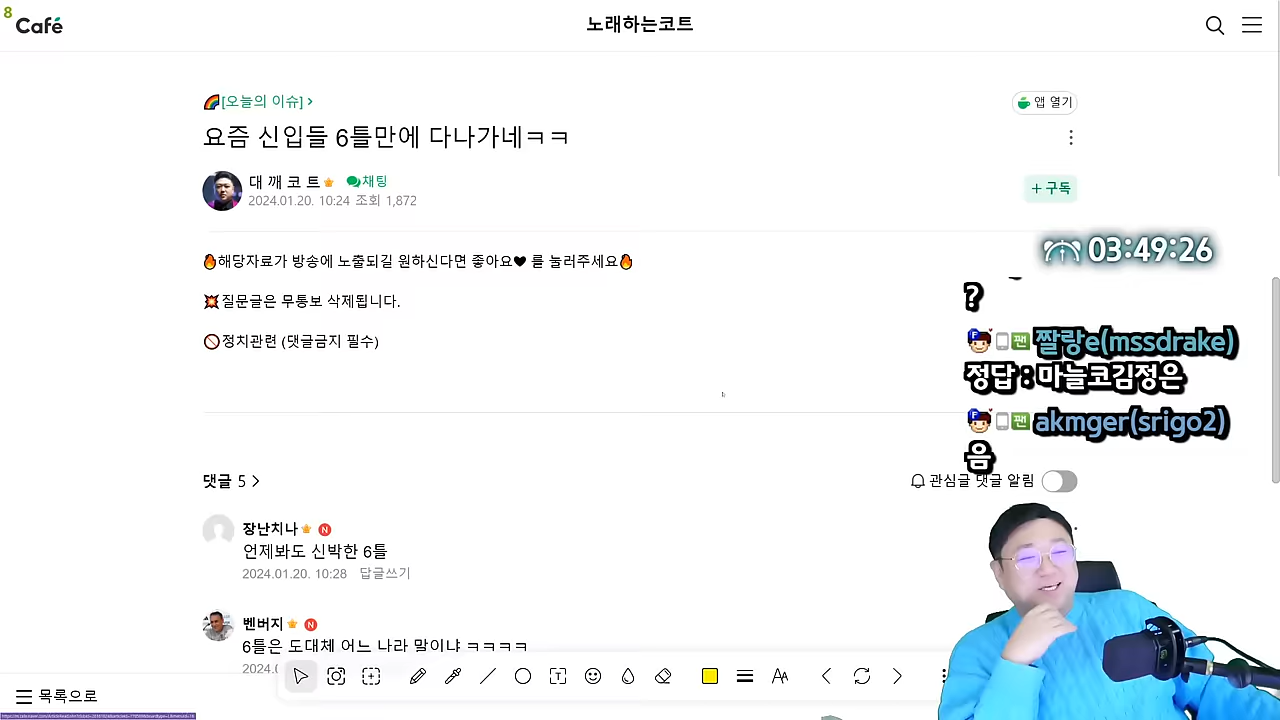 8
Café
노래하는코트
[오늘의 이슈]
앱 열기
요즘 신입들 6틀만에 다나가네ㅋㅋ
대 깨 코 트 채팅
2024.01.20. 10:24 조회 1,872
+ 구독
해당자료가 방송에 노출되길 원하신다면 좋아요🖤 를 눌러주세요
03:49:26
질문글은 무통보 삭제됩니다.
?
정치관련 (댓글금지 필수)
F 팬 짤랑e(mssdrake)
정답 : 마늘코김정은
F 팬 akmger(srigo2)
음
댓글 5
관심글 댓글 알림
장난치나 N
언제봐도 신박한 6틀
2024.01.20. 10:28 답글쓰기
벤버지 N
6틀은 도대체 어느 나라 말이냐 ㅋㅋㅋㅋ
2024.0
목록으로